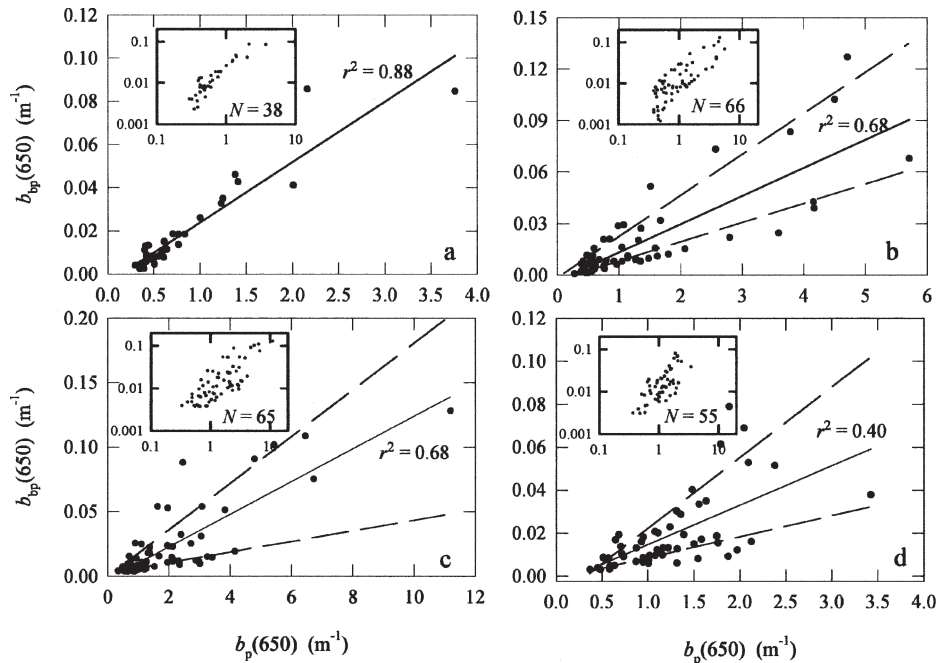 0.12
0.10
0.08
0.06
0.04
0.02
0.00
b_bp(650) (m⁻¹)
0.1
0.01
0.001
0.1 1 10
N = 38
r² = 0.88
a
0.0 0.5 1.0 1.5 2.0 2.5 3.0 3.5 4.0
0.15
0.12
0.09
0.06
0.03
0.00
0.1
0.01
0.001
0.1 1 10
N = 66
r² = 0.68
b
0 1 2 3 4 5 6
0.20
0.15
0.10
0.05
0.00
b_bp(650) (m⁻¹)
0.1
0.01
0.001
0.1 1 10
N = 65
r² = 0.68
c
0 2 4 6 8 10 12
b_p(650) (m⁻¹)
0.12
0.10
0.08
0.06
0.04
0.02
0.00
0.1
0.01
0.001
0.1 1 10
N = 55
r² = 0.40
d
0.0 0.5 1.0 1.5 2.0 2.5 3.0 3.5 4.0
b_p(650) (m⁻¹)